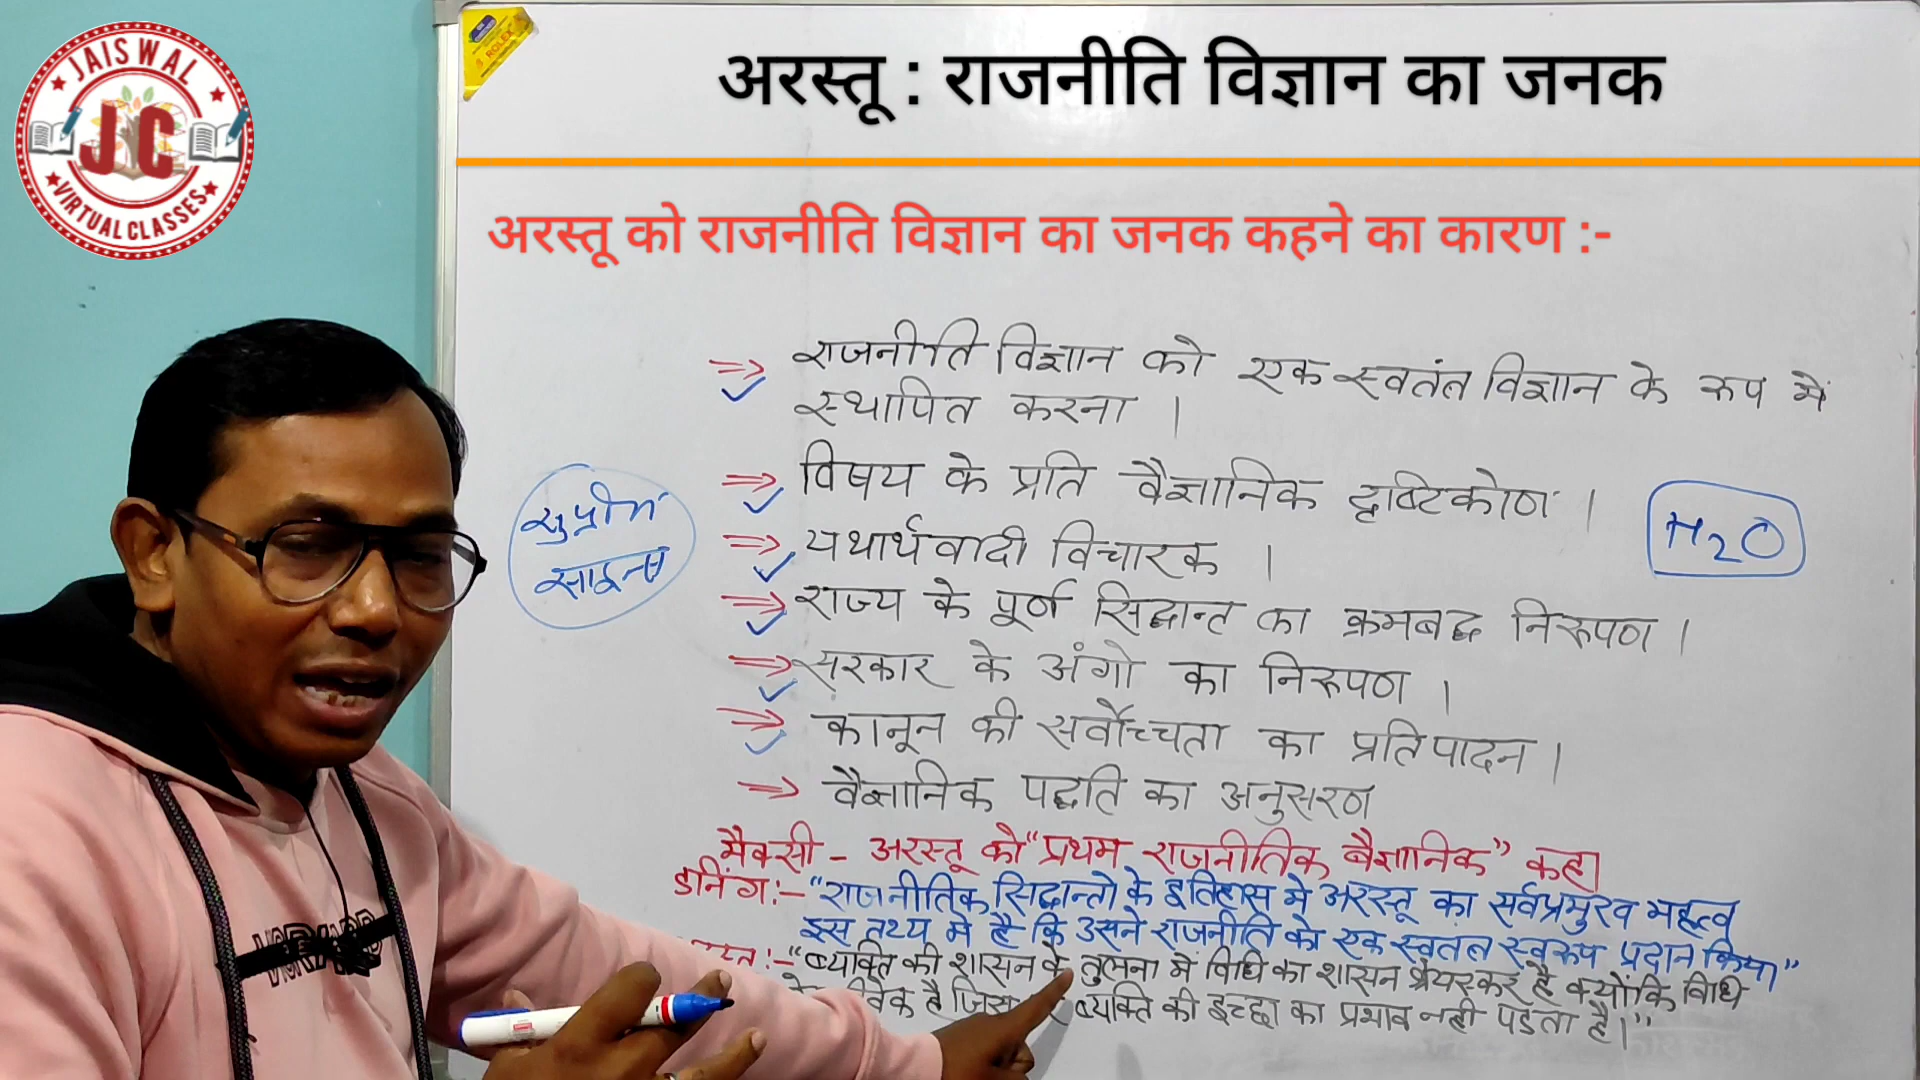 JAISWAL
JC
VIRTUAL CLASSES
ROLEX
अरस्तू : राजनीति विज्ञान का जनक
अरस्तू को राजनीति विज्ञान का जनक कहने का कारण :-
⇒ राजनीति विज्ञान को एक स्वतंत्र विज्ञान के रूप में
स्थापित करना ।
⇒ विषय के प्रति वैज्ञानिक दृष्टिकोण ।
⇒ यथार्थवादी विचारक ।
⇒ राज्य के पूर्ण सिद्धान्त का क्रमबद्ध निरूपण ।
⇒ सरकार के अंगो का निरूपण ।
⇒ कानून की सर्वोच्चता का प्रतिपादन ।
⇒ वैज्ञानिक पद्धति का अनुसरण
सुप्रीम
साइन्स
H2O
मैक्सी - अरस्तू को "प्रथम राजनीतिक वैज्ञानिक" कहा
डनिंग :- "राजनीतिक सिद्धान्तो के इतिहास मे अरस्तू का सर्वप्रमुख महत्व
इस तथ्य मे है कि उसने राजनीति को एक स्वतंत्र स्वरूप प्रदान किया"
:- "व्यक्ति की शासन के तुलना में विधि का शासन श्रेयस्कर है क्योंकि विधि
है व्यक्ति की इच्छा का प्रभाव नही पड़ता है।"